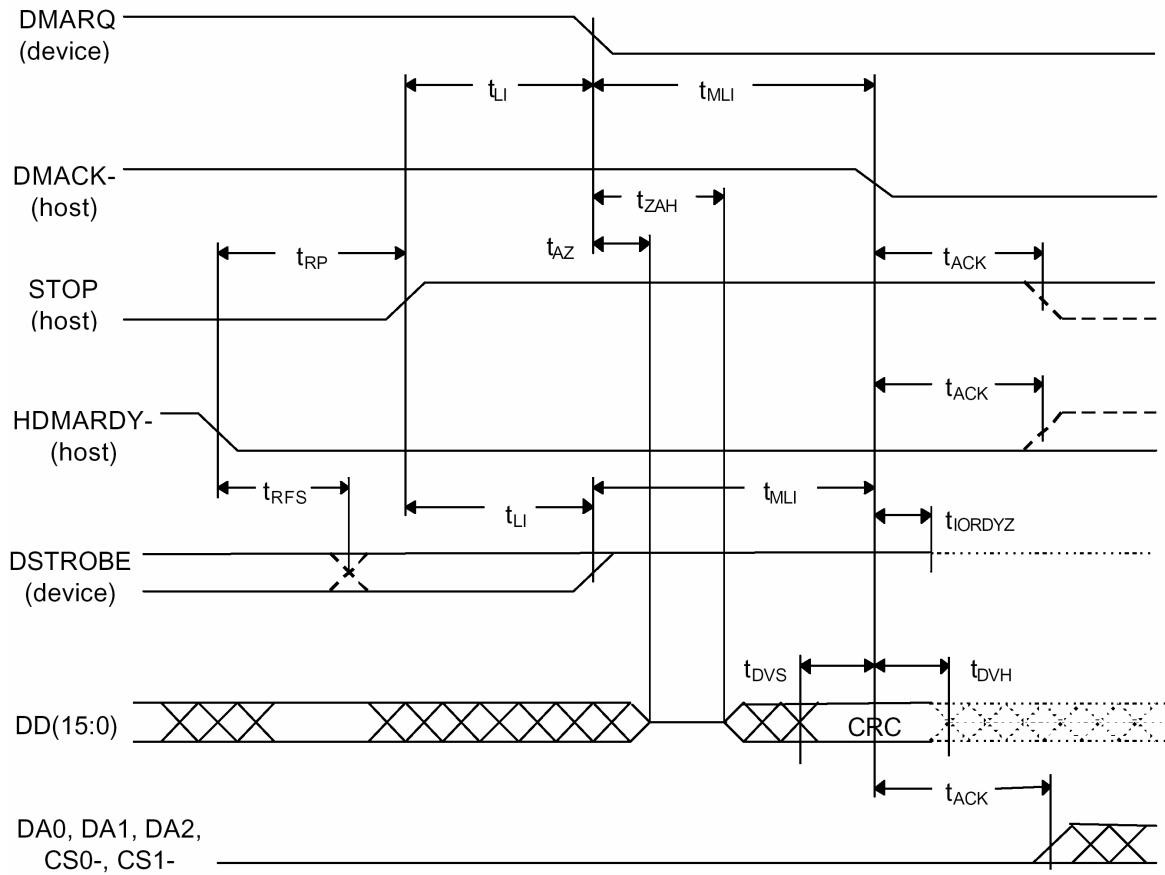 DMARQ
(device)
tLI
tMLI
DMACK-
(host)
tZAH
tAZ
tRP
tACK
STOP
(host)
tACK
HDMARDY-
(host)
tRFS
tMLI
tLI
tIORDYZ
DSTROBE
(device)
tDVS
tDVH
DD(15:0)
CRC
tACK
DA0, DA1, DA2,
CS0-, CS1-